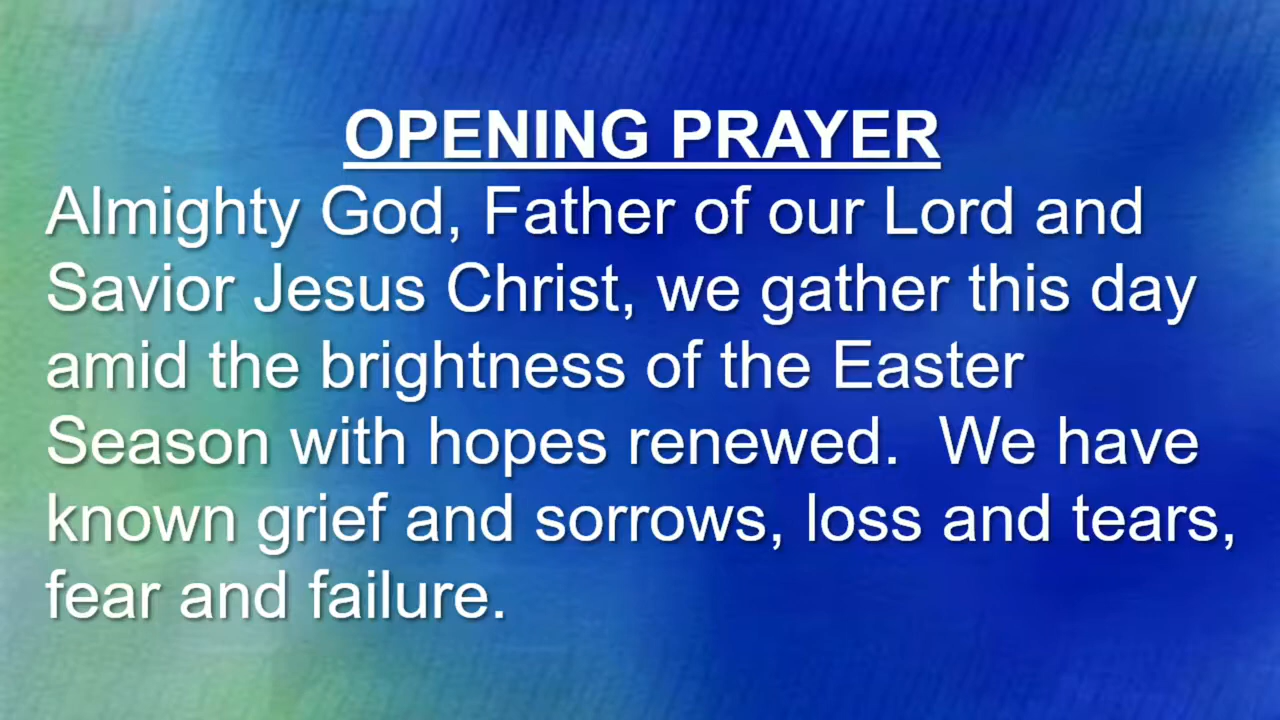 OPENING PRAYER
Almighty God, Father of our Lord and
Savior Jesus Christ, we gather this day
amid the brightness of the Easter
Season with hopes renewed.  We have
known grief and sorrows, loss and tears,
fear and failure.